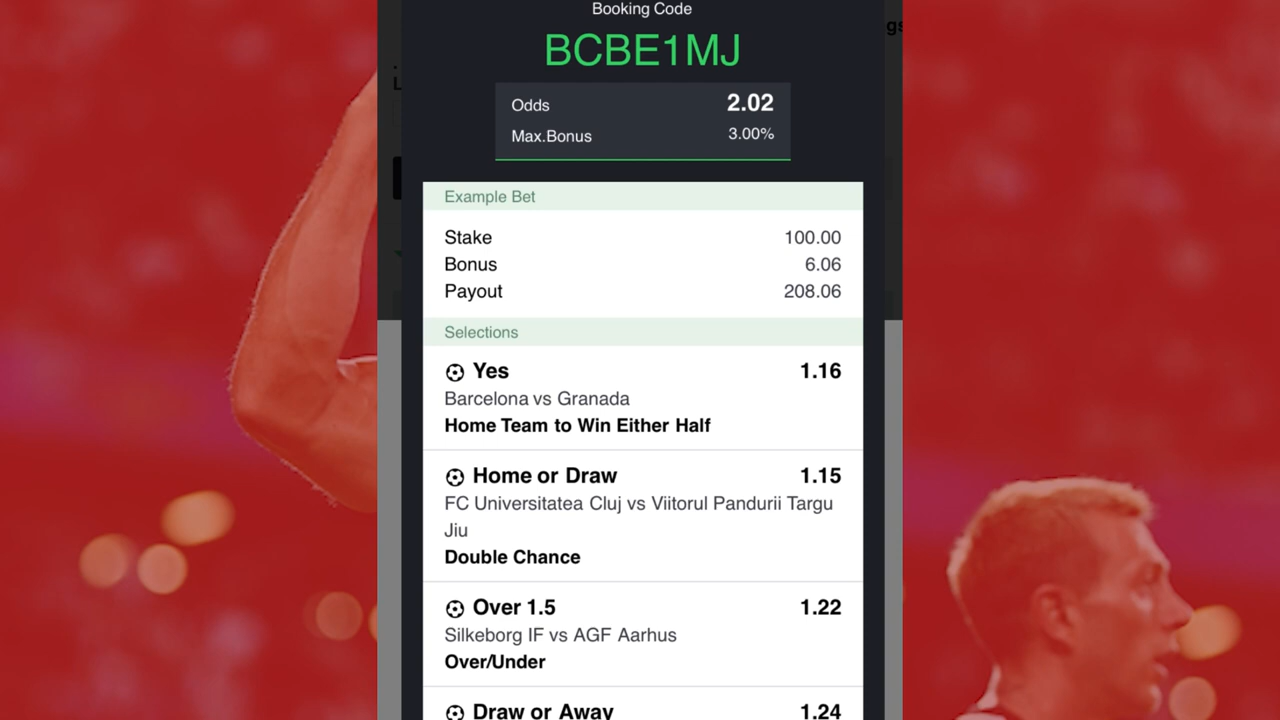 Booking Code
BCBE1MJ
Odds 2.02
Max.Bonus 3.00%
Example Bet
Stake 100.00
Bonus 6.06
Payout 208.06
Selections
Yes 1.16
Barcelona vs Granada
Home Team to Win Either Half
Home or Draw 1.15
FC Universitatea Cluj vs Viitorul Pandurii Targu
Jiu
Double Chance
Over 1.5 1.22
Silkeborg IF vs AGF Aarhus
Over/Under
Draw or Away 1.24